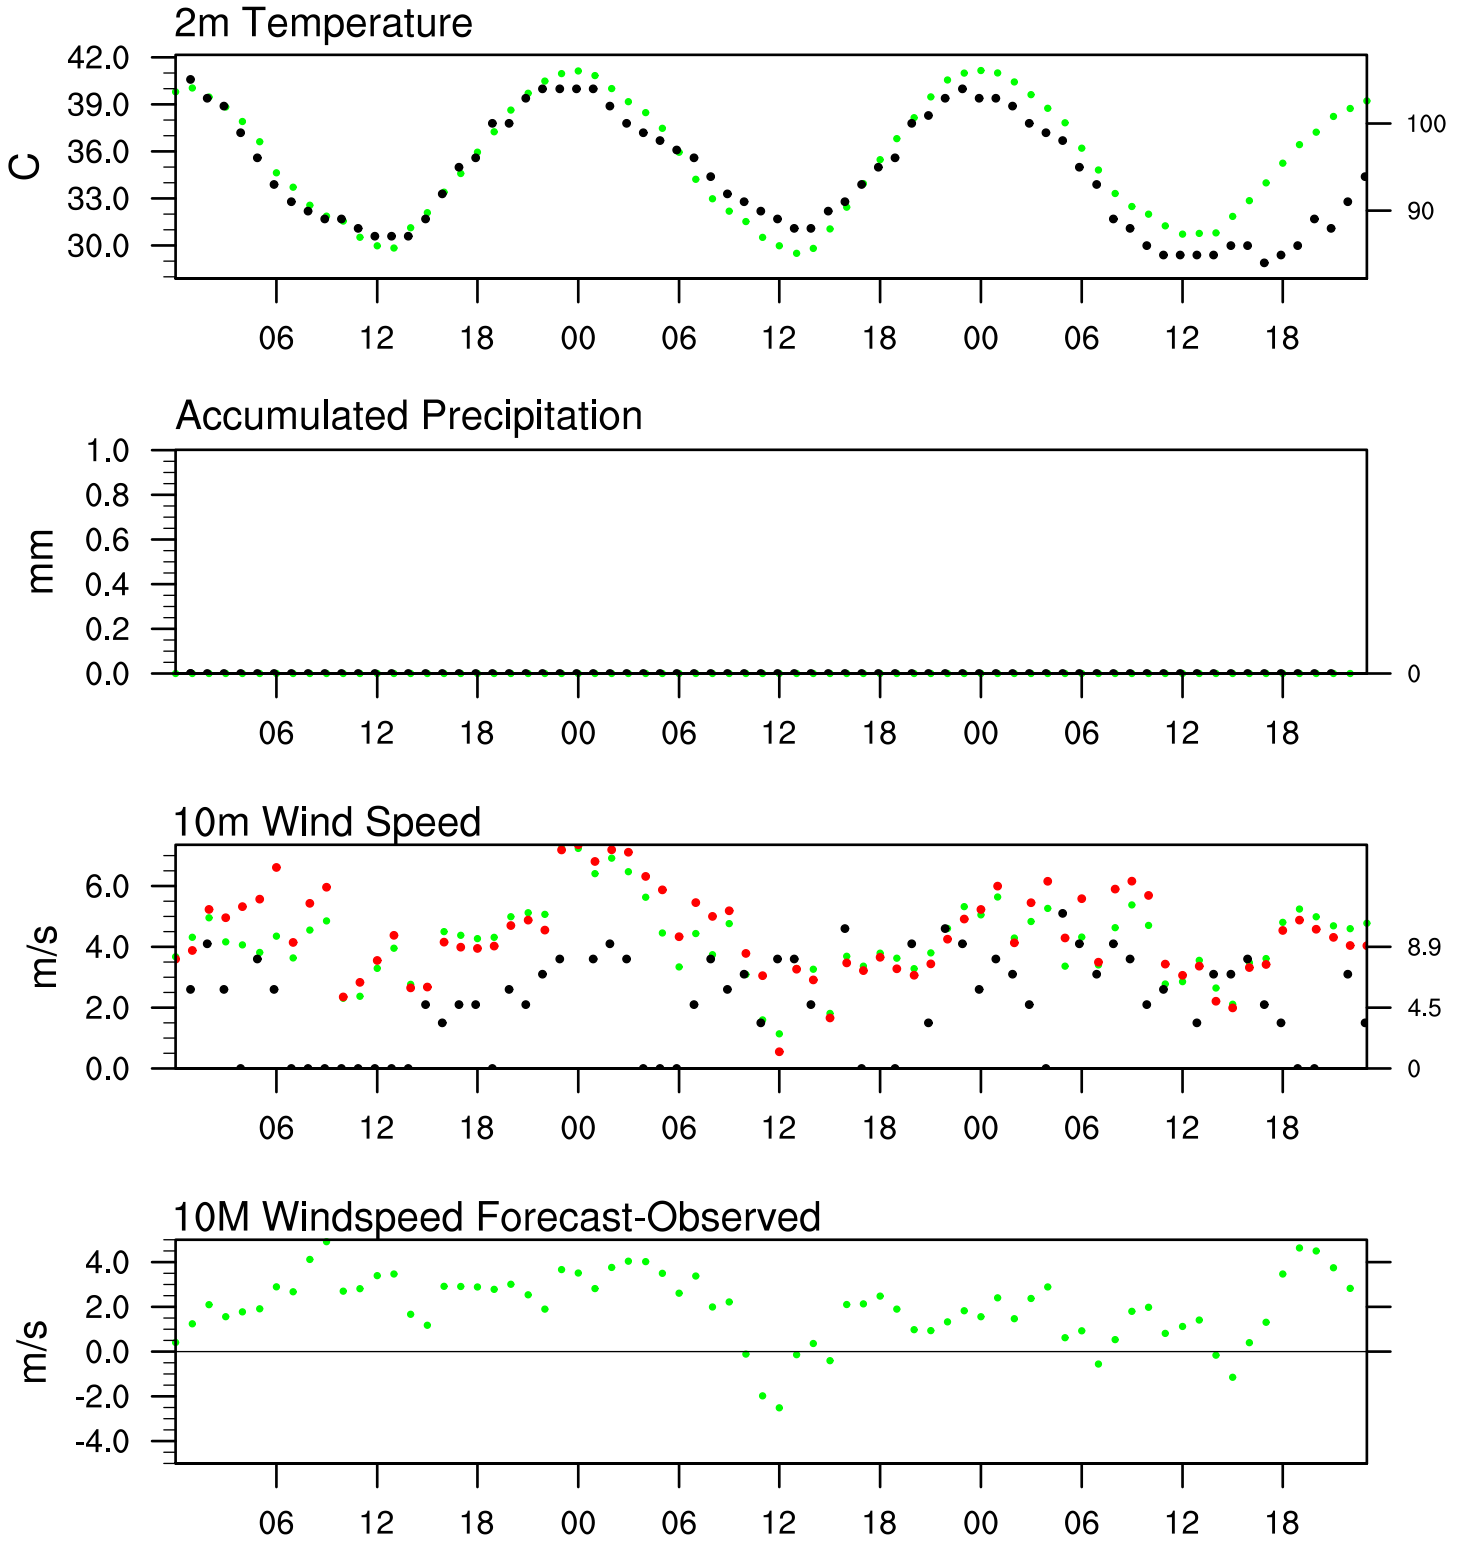 2m Temperature
42.0
39.0
36.0
33.0
30.0
C
100
90
06 12 18 00 06 12 18 00 06 12 18
Accumulated Precipitation
1.0
0.8
0.6
0.4
0.2
0.0
mm
0
06 12 18 00 06 12 18 00 06 12 18
10m Wind Speed
6.0
4.0
2.0
0.0
m/s
8.9
4.5
0
06 12 18 00 06 12 18 00 06 12 18
10M Windspeed Forecast-Observed
4.0
2.0
0.0
-2.0
-4.0
m/s
06 12 18 00 06 12 18 00 06 12 18